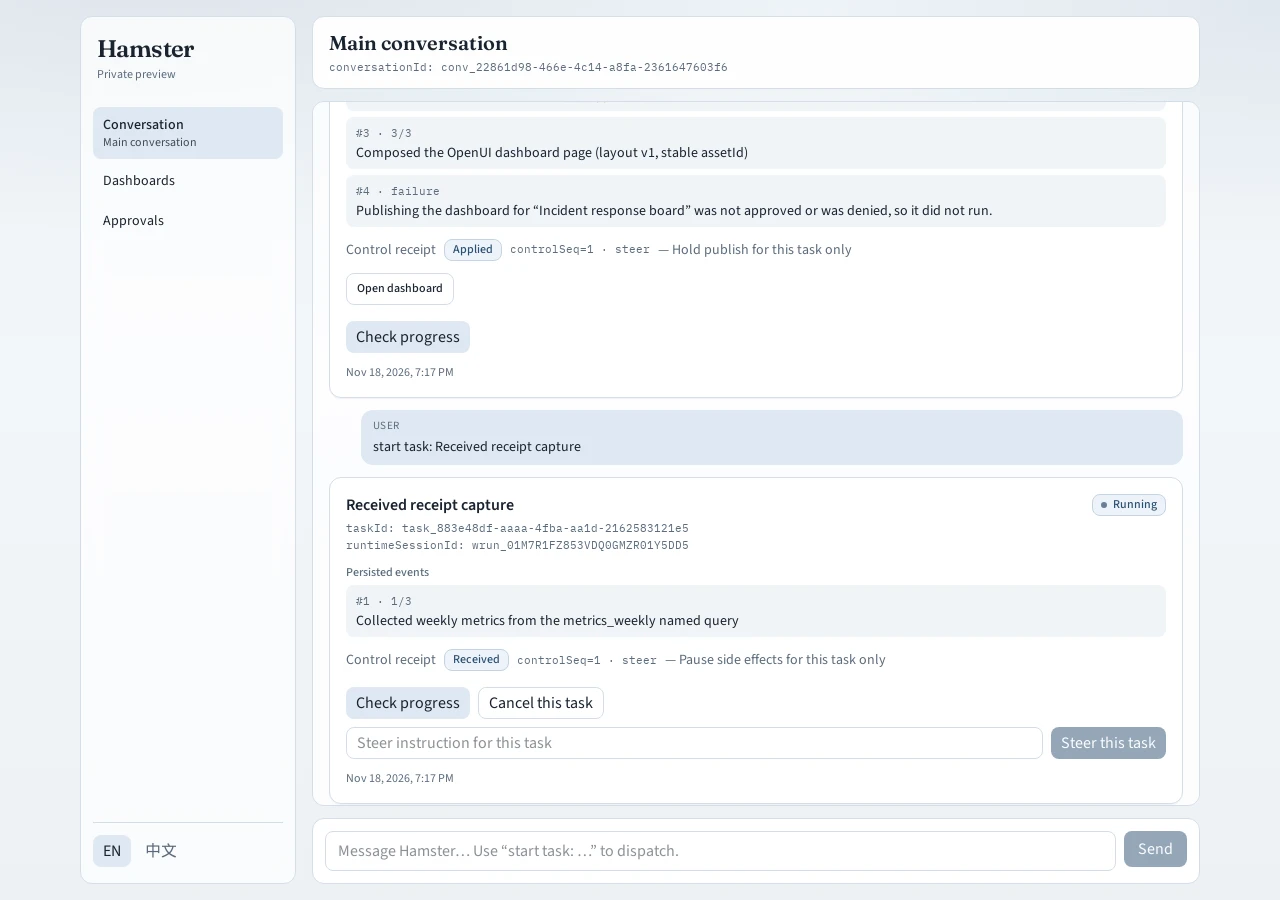 Hamster
Private preview
Conversation
Main conversation
Dashboards
Approvals
EN
中文
Main conversation
conversationId: conv_22861d98-466e-4c14-a8fa-2361647603f6
#3 · 3/3
Composed the OpenUI dashboard page (layout v1, stable assetId)
#4 · failure
Publishing the dashboard for “Incident response board” was not approved or was denied, so it did not run.
Control receipt Applied controlSeq=1 · steer — Hold publish for this task only
Open dashboard
Check progress
Nov 18, 2026, 7:17 PM
USER
start task: Received receipt capture
Received receipt capture
Running
taskId: task_883e48df-aaaa-4fba-aa1d-2162583121e5
runtimeSessionId: wrun_01M7R1FZ853VDQ0GMZR01Y5DD5
Persisted events
#1 · 1/3
Collected weekly metrics from the metrics_weekly named query
Control receipt Received controlSeq=1 · steer — Pause side effects for this task only
Check progress Cancel this task
Steer instruction for this task Steer this task
Nov 18, 2026, 7:17 PM
Message Hamster… Use “start task: …” to dispatch. Send